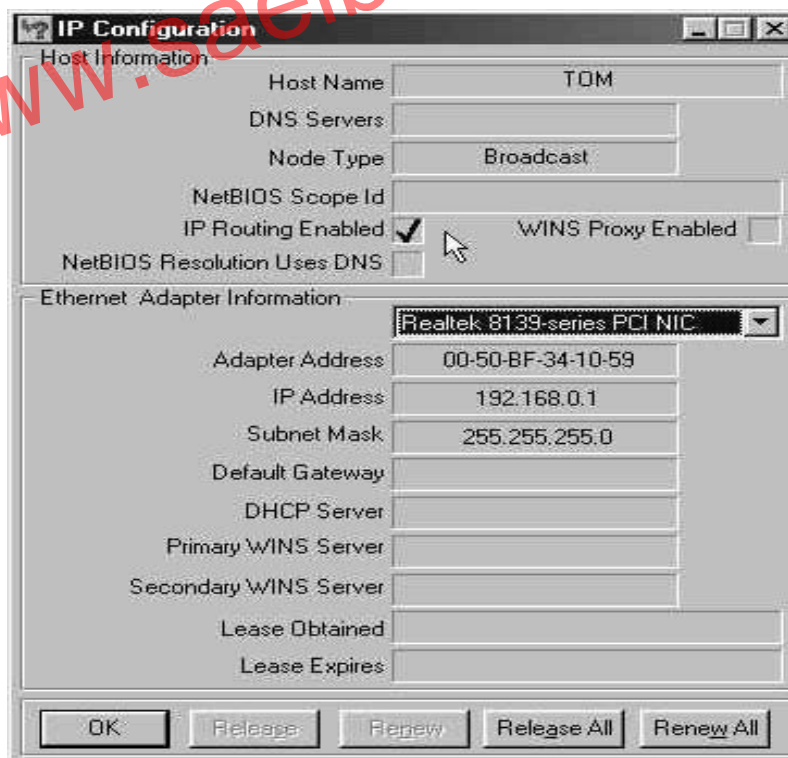 www.saeib
IP Configuration
Host Information
Host Name TOM
DNS Servers
Node Type Broadcast
NetBIOS Scope Id
IP Routing Enabled WINS Proxy Enabled
NetBIOS Resolution Uses DNS
Ethernet Adapter Information
Realtek 8139-series PCI NIC
Adapter Address 00-50-BF-34-10-59
IP Address 192.168.0.1
Subnet Mask 255.255.255.0
Default Gateway
DHCP Server
Primary WINS Server
Secondary WINS Server
Lease Obtained
Lease Expires
OK Release Renew Release All Renew All